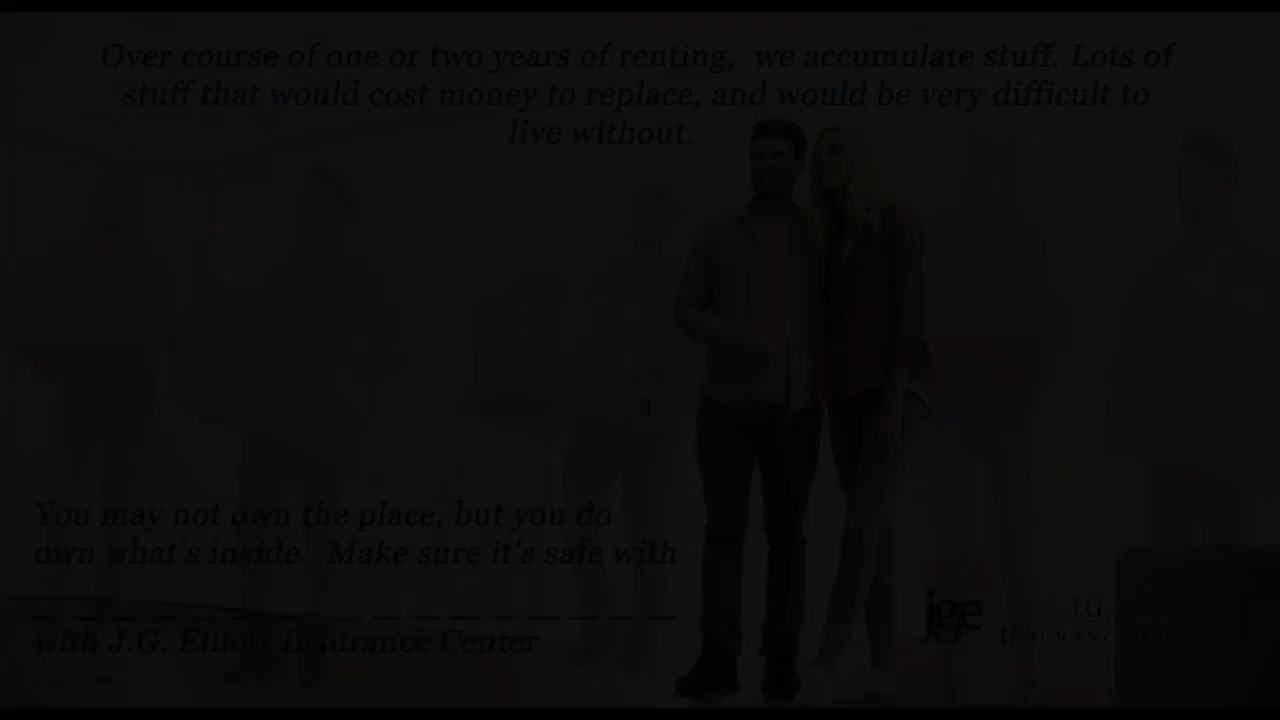 Over course of one or two years of renting,  we accumulate stuff. Lots of
stuff that would cost money to replace, and would be very difficult to
live without.
You may not own the place, but you do
own what's inside.  Make sure it's safe with
_ _ _ _ _ _ _ _ _ _ _ _ _ _ _ _
with J.G. Elliott Insurance Center
jge
J.G.
INSURANCE